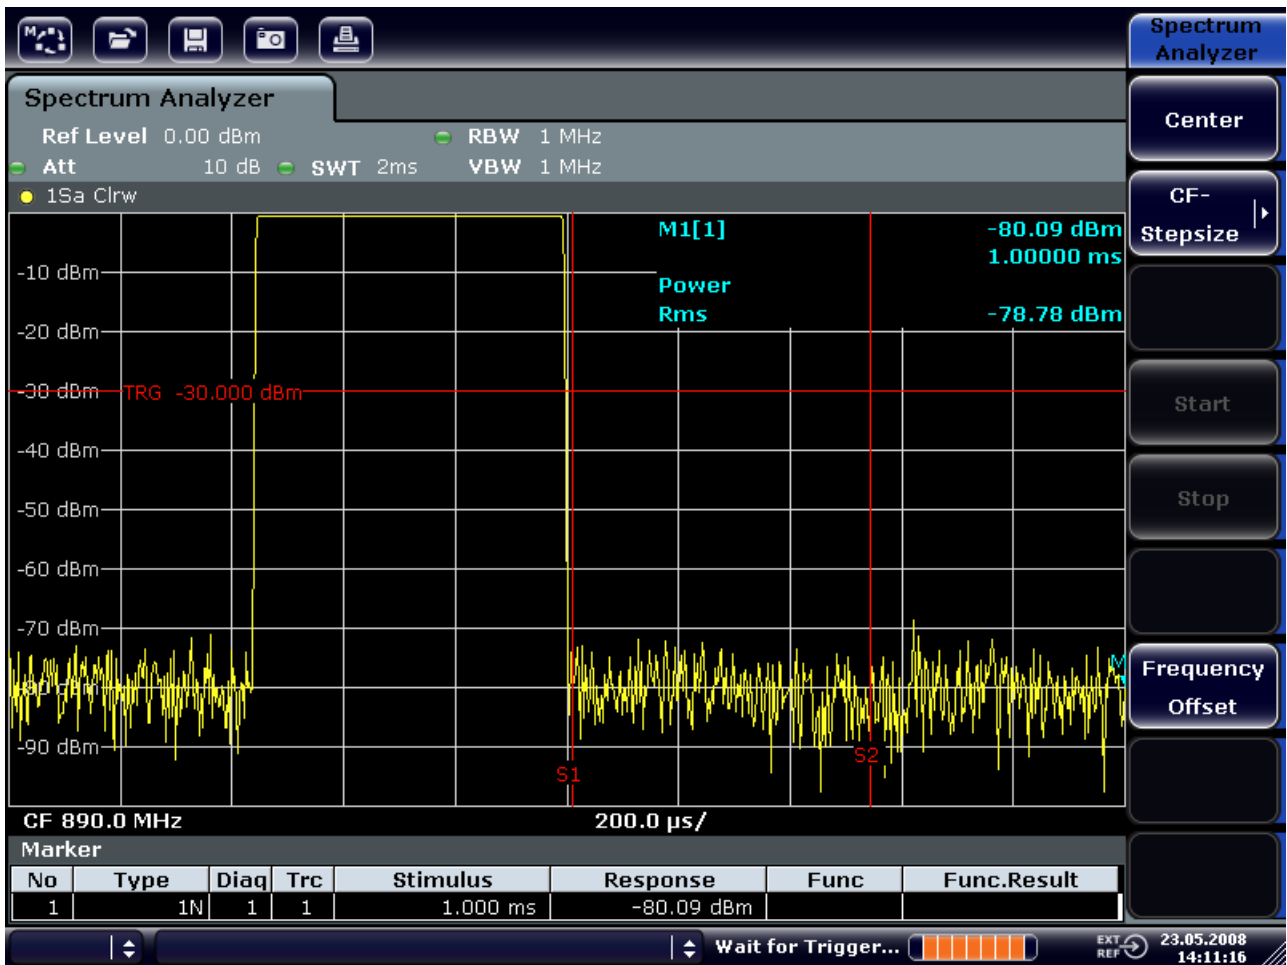 Spectrum Analyzer
M
Spectrum Analyzer
Ref Level 0.00 dBm RBW 1 MHz
Att 10 dB SWT 2ms VBW 1 MHz
1Sa Clrw
M1[1] -80.09 dBm
1.00000 ms
Power
Rms -78.78 dBm
-10 dBm
-20 dBm
-30 dBm TRG -30.000 dBm
-40 dBm
-50 dBm
-60 dBm
-70 dBm
-80 dBm
-90 dBm
S1
S2
CF 890.0 MHz 200.0 µs/
Marker
No Type Diaq Trc Stimulus Response Func Func.Result
1 1N 1 1 1.000 ms -80.09 dBm
Wait for Trigger... EXT REF 23.05.2008
14:11:16
Center
CF-
Stepsize
Start
Stop
Frequency
Offset